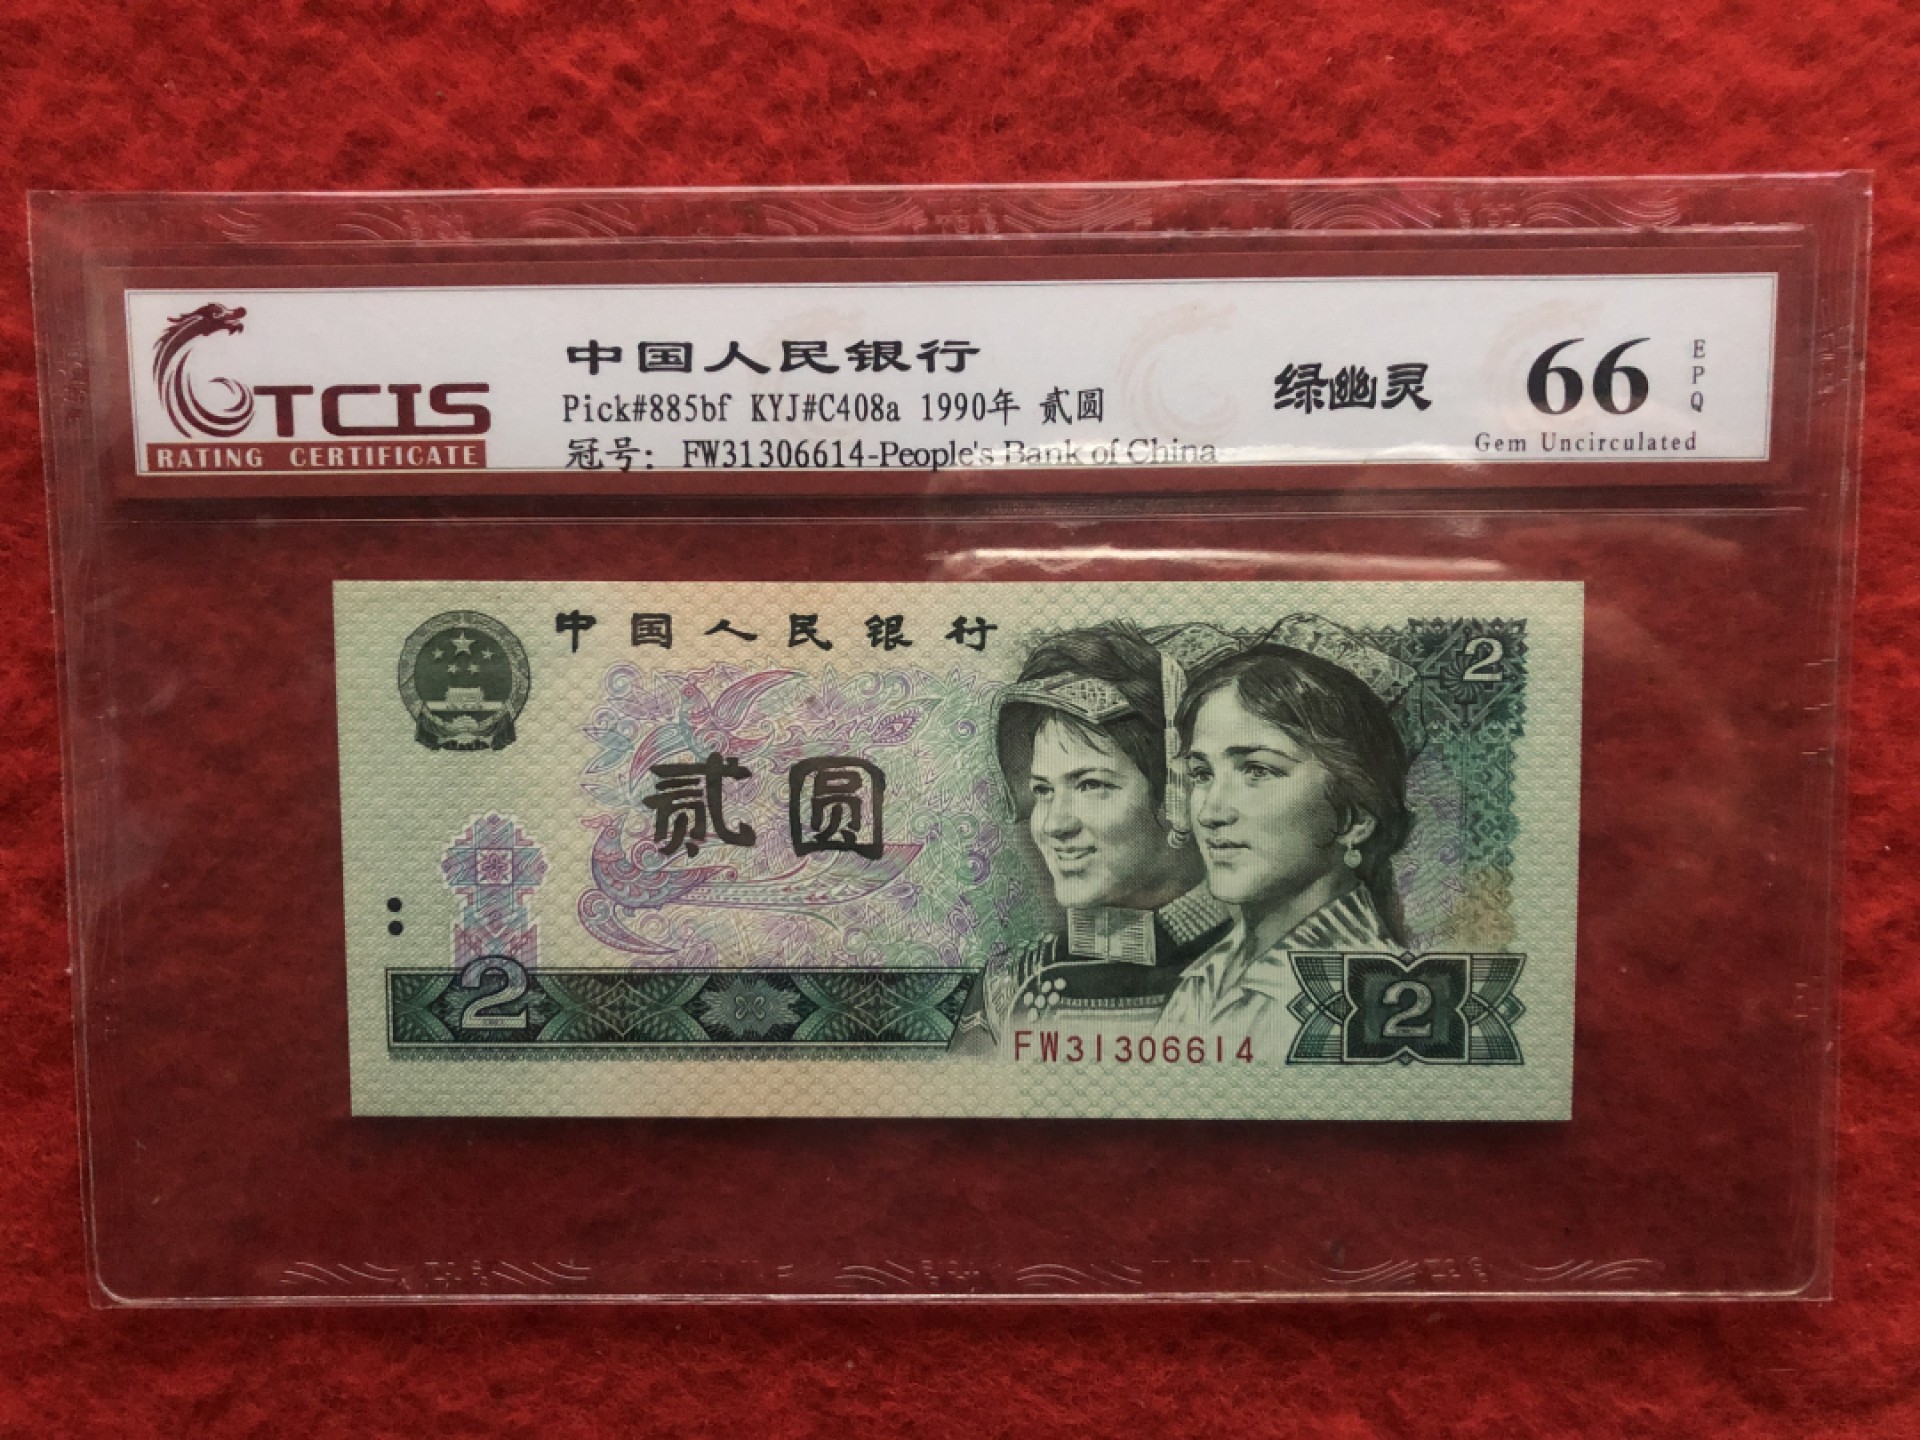 TCIS
RATING CERTIFICATE
中国人民银行
Pick#885bf KYJ#C408a 1990年 贰圆
冠号: FW31306614-People's Bank of China
绿幽灵
66
EPQ
Gem Uncirculated
中国人民银行
2
贰圆
2
FW31306614
2